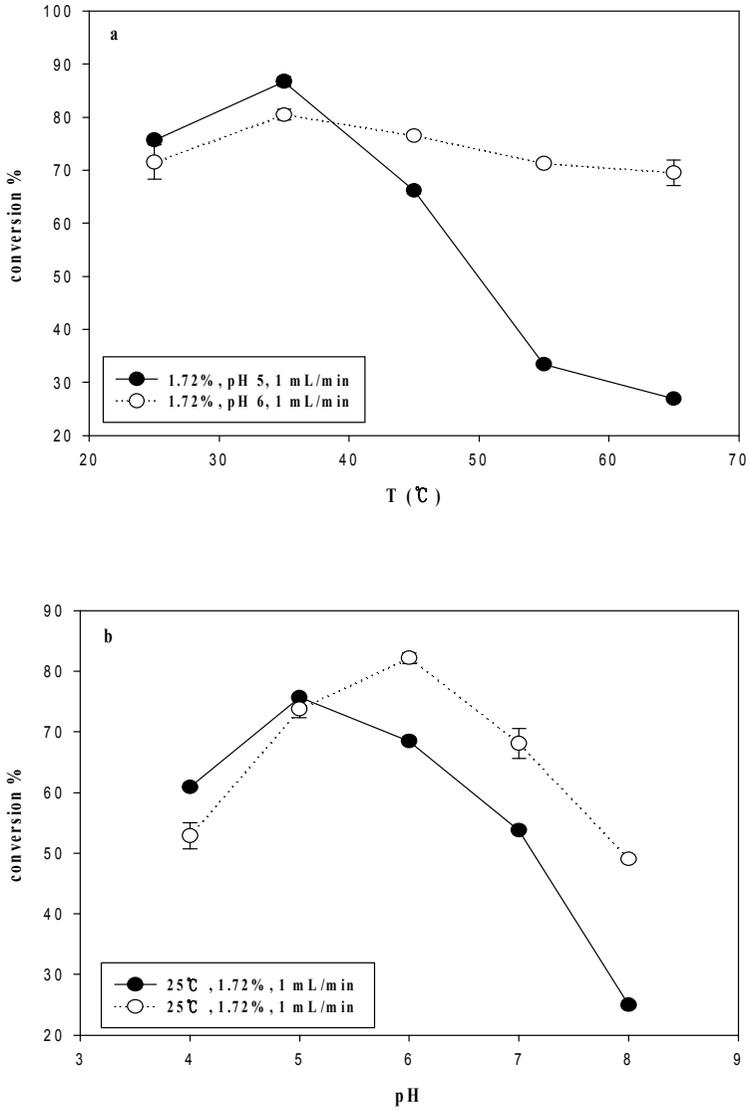 100
a
90
80
70
60
50
40
30
20
conversion %
1.72%, pH 5, 1 mL/min
1.72%, pH 6, 1 mL/min
20 30 40 50 60 70
T (℃)
90
b
80
70
60
50
40
30
20
conversion %
25℃, 1.72%, 1 mL/min
25℃, 1.72%, 1 mL/min
3 4 5 6 7 8 9
pH